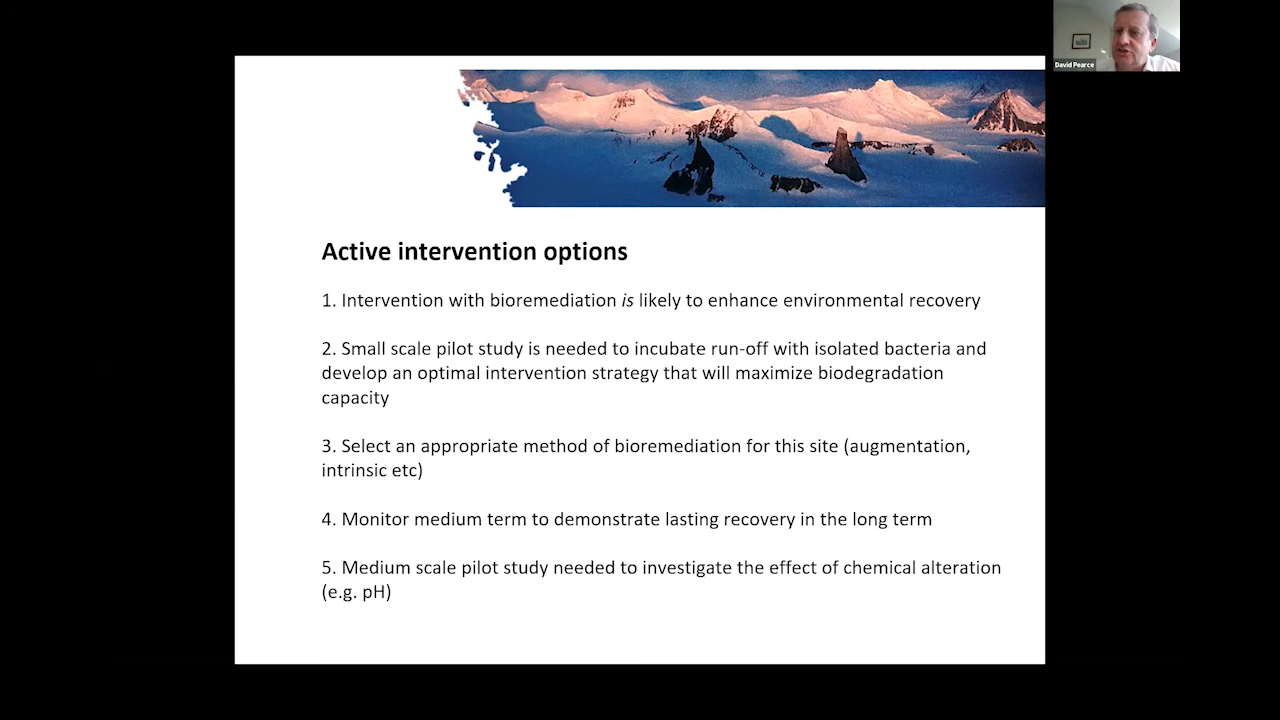 David Pearce
Active intervention options
1. Intervention with bioremediation is likely to enhance environmental recovery
2. Small scale pilot study is needed to incubate run-off with isolated bacteria and
develop an optimal intervention strategy that will maximize biodegradation
capacity
3. Select an appropriate method of bioremediation for this site (augmentation,
intrinsic etc)
4. Monitor medium term to demonstrate lasting recovery in the long term
5. Medium scale pilot study needed to investigate the effect of chemical alteration
(e.g. pH)